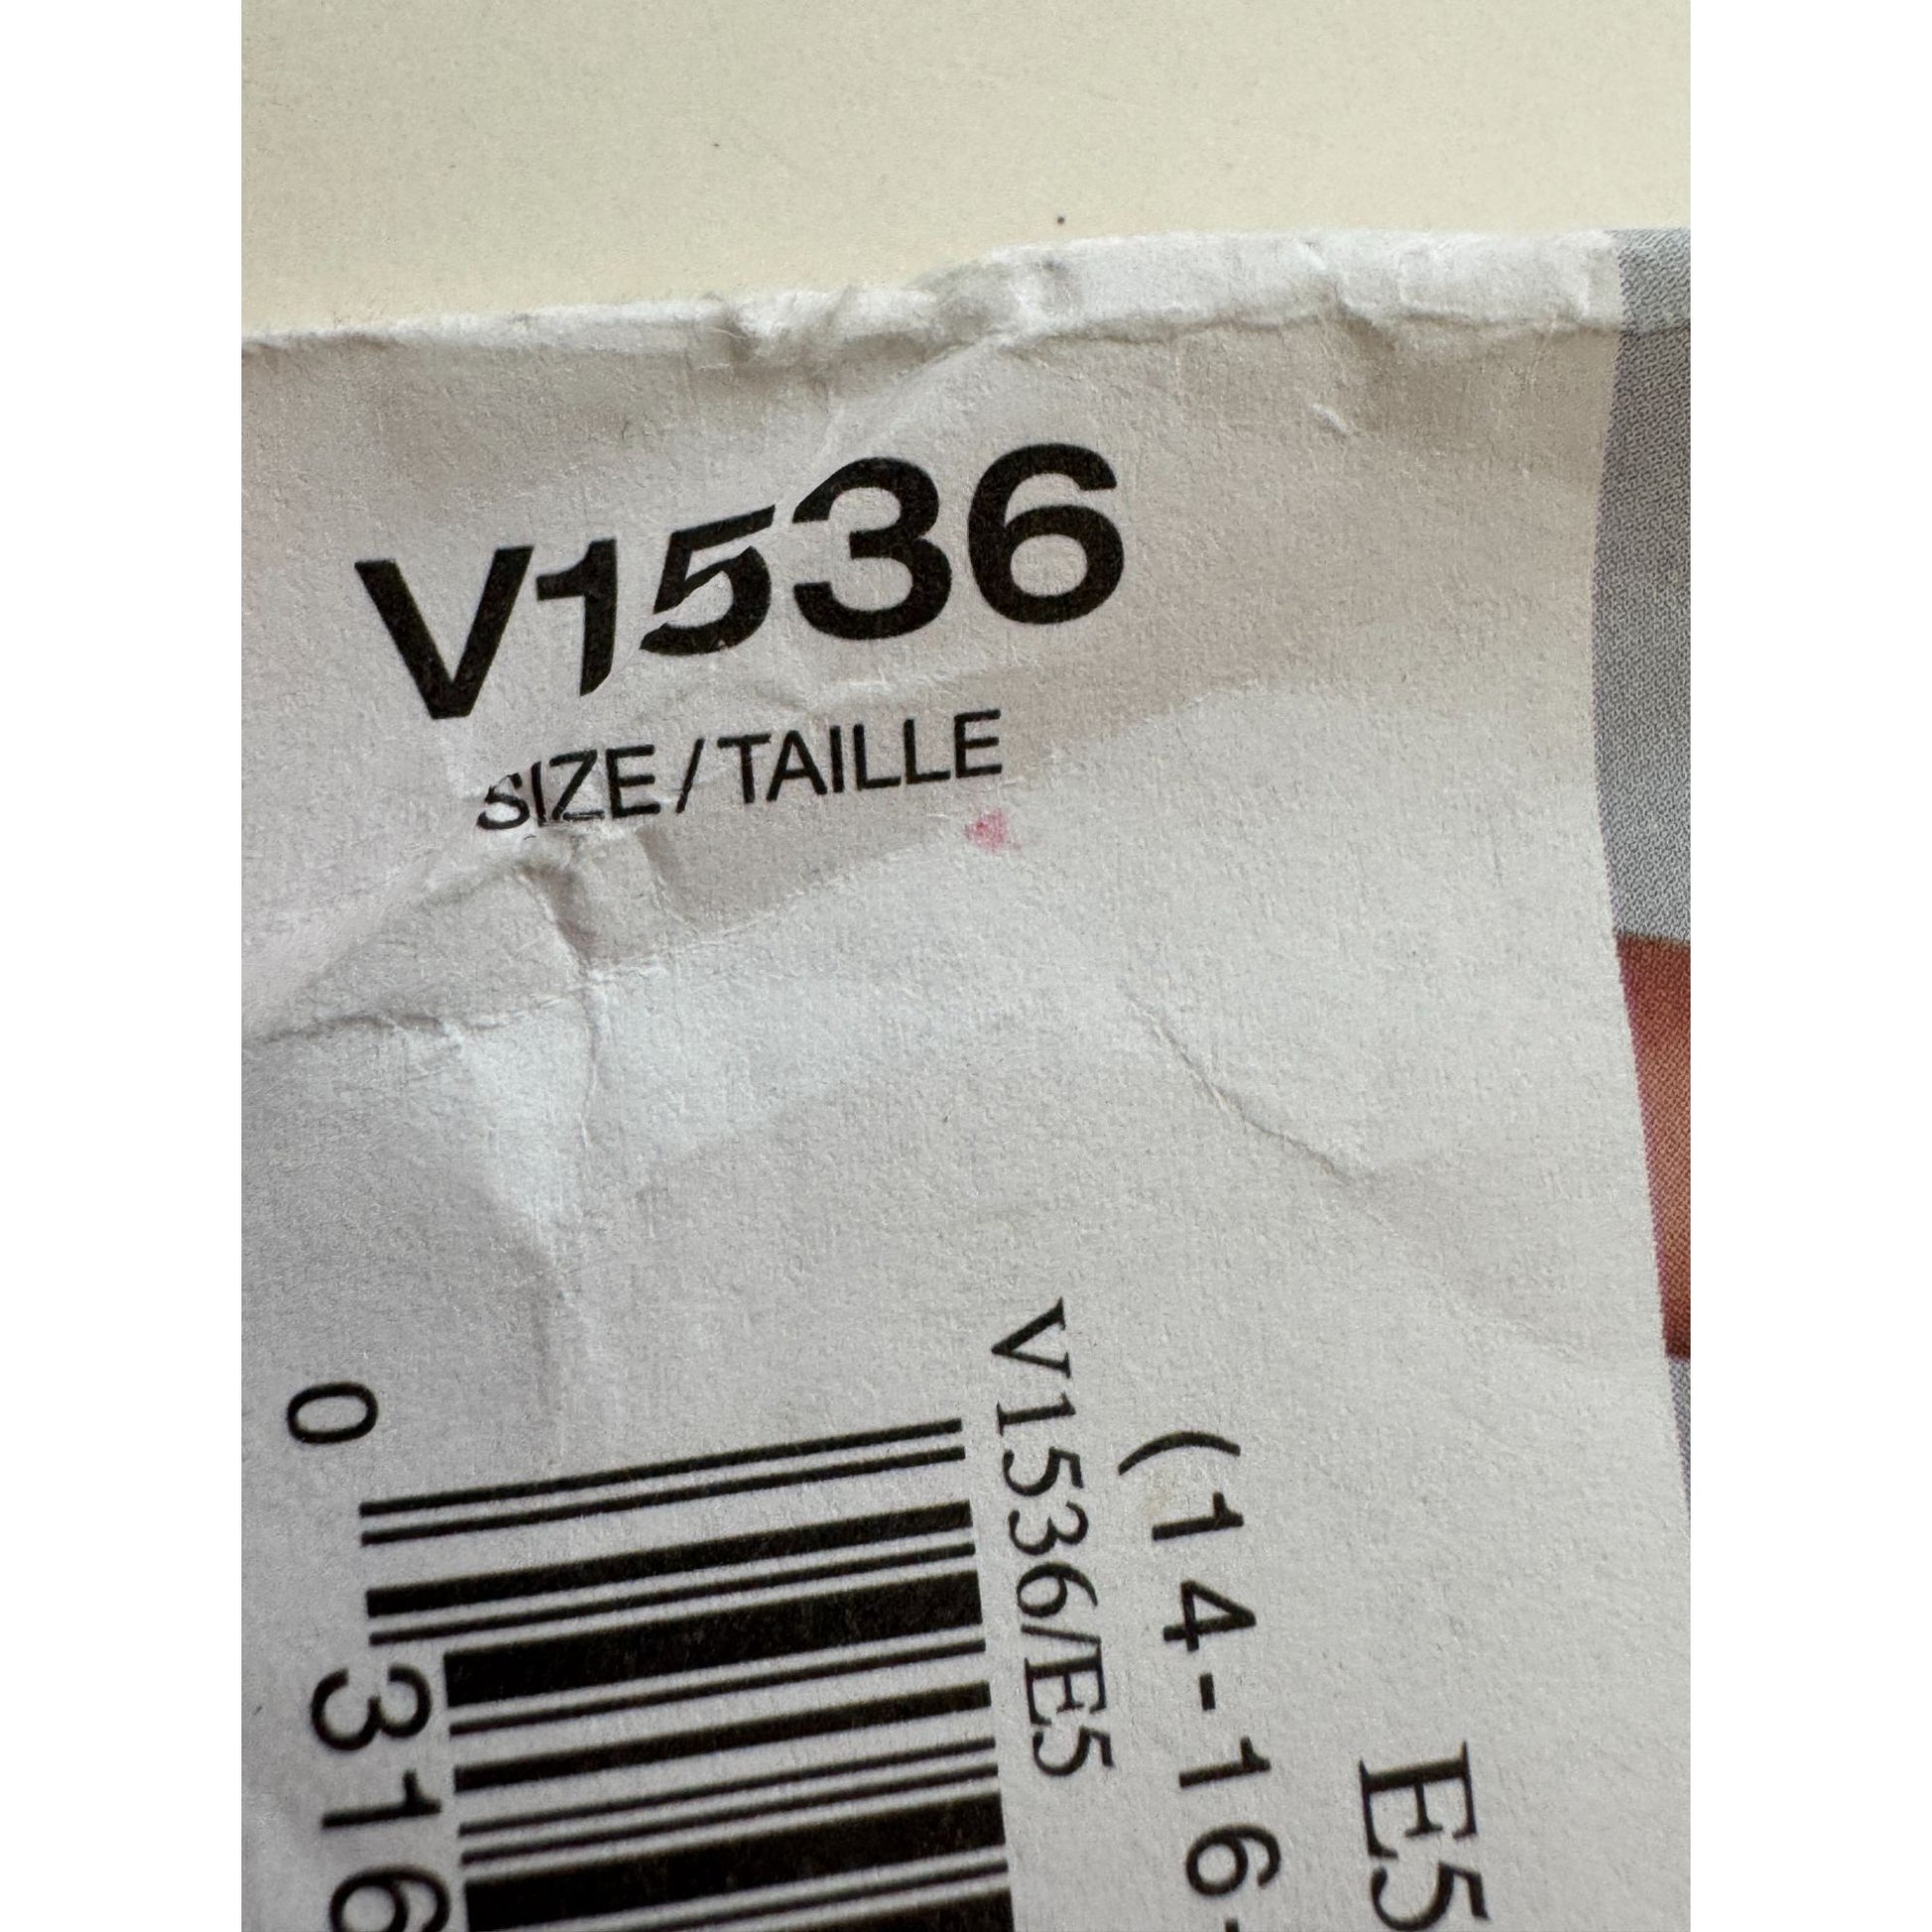 V1536
SIZE/TAILLE
E5
(14-16-
V1536/E5
0 316